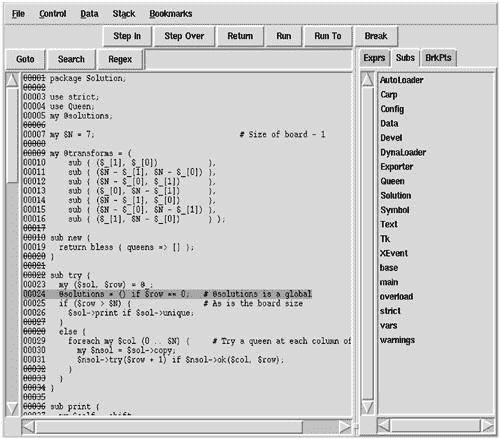 File Control Data Stack Bookmarks
Step In Step Over Return Run Run To Break
Goto Search Regex
Exprs Subs BrkPts
00001 package Solution;
00002
00003 use strict;
00004 use Queen;
00005 my @solutions;
00006
00007 my $N = 7; # Size of board - 1
00008
00009 my @transforms = (
00010 sub { ($_[1], $_[0]) },
00011 sub { ($N - $_[1], $N - $_[0]) },
00012 sub { ($N - $_[0], $_[1]) },
00013 sub { ($_[0], $N - $_[1]) },
00014 sub { ($N - $_[0], $N - $_[1]) },
00015 sub { ($_[1], $N - $_[0]) },
00016 sub { ($N - $_[1], $_[0]) } );
00017
00018 sub new {
00019 return bless { queens => [] };
00020 }
00021
00022 sub try {
00023 my ($sol, $row) = @_;
00024 @solutions = () if $row == 0; # @solutions is a global
00025 if ($row > $N) { # As is the board size
00026 $sol->print if $sol->unique;
00027 }
00028 else {
00029 foreach my $col (0 .. $N) { # Try a queen at each column of
00030 my $nsol = $sol->copy;
00031 $nsol->try($row + 1) if $nsol->ok($col, $row);
00032 }
00033 }
00034 }
00035
00036 sub print {
AutoLoader
Carp
Config
Data
Devel
DynaLoader
Exporter
Queen
Solution
Symbol
Text
Tk
XEvent
base
main
overload
strict
vars
warnings